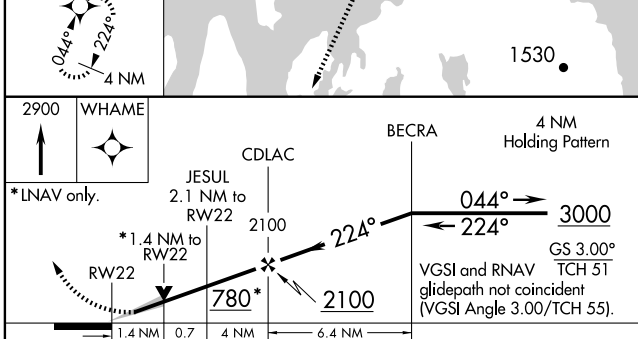 044°
224°
4 NM
1530
2900
WHAME
*LNAV only.
4 NM
Holding Pattern
BECRA
CDLAC
JESUL
2.1 NM to
RW22
2100
*1.4 NM to
RW22
RW22
224°
044°
224°
3000
GS 3.00°
TCH 51
VGSI and RNAV
glidepath not coincident
(VGSI Angle 3.00/TCH 55).
780*
2100
1.4 NM
0.7
4 NM
6.4 NM